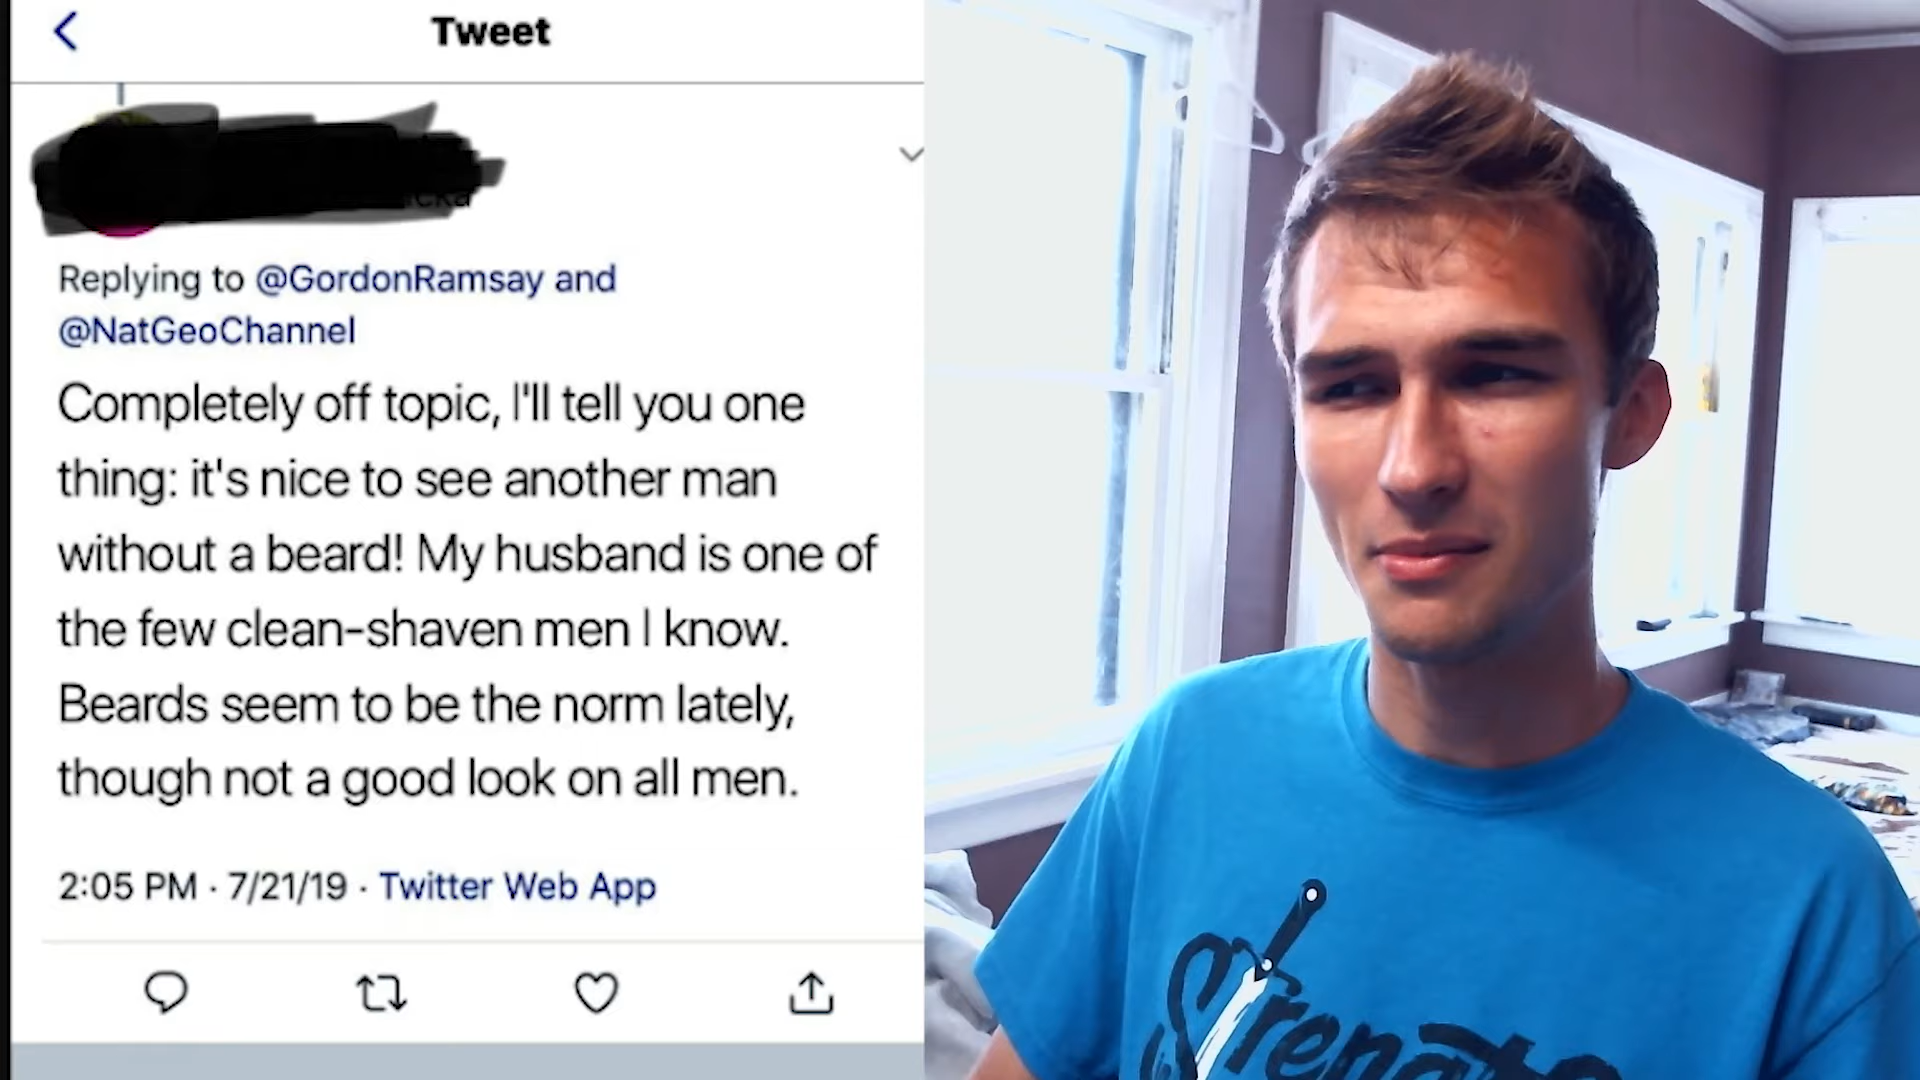 Tweet
Replying to @GordonRamsay and
@NatGeoChannel
Completely off topic, I'll tell you one
thing: it's nice to see another man
without a beard! My husband is one of
the few clean-shaven men I know.
Beards seem to be the norm lately,
though not a good look on all men.
2:05 PM · 7/21/19 · Twitter Web App